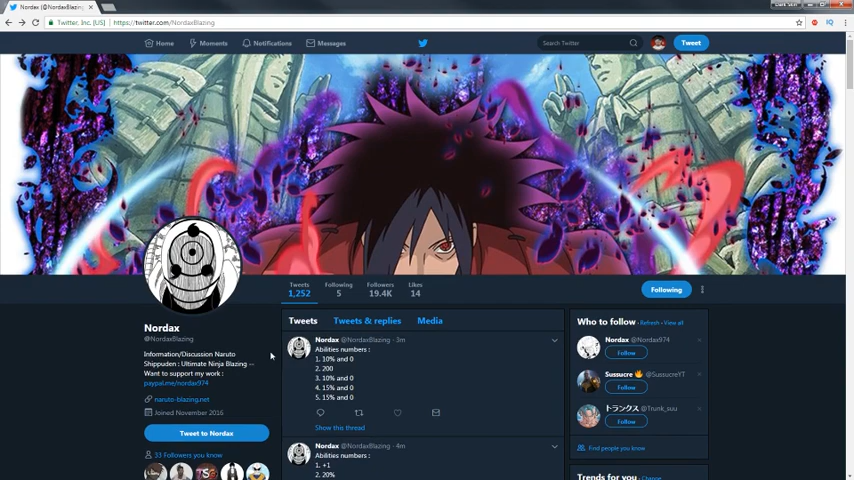 Nordax (@NordaxBlazing)
Twitter, Inc. [US]
https://twitter.com/NordaxBlazing
Home
Moments
Notifications
Messages
Search Twitter
Tweet
Tweets
1,252
Following
5
Followers
19.4K
Likes
14
Following
Nordax
@NordaxBlazing
Information/Discussion Naruto
Shippuden : Ultimate Ninja Blazing --
Want to support my work :
paypal.me/nordax974
naruto-blazing.net
Joined November 2016
Tweet to Nordax
33 Followers you know
Tweets
Tweets & replies
Media
Nordax @NordaxBlazing · 3m
Abilities numbers :
1. 10% and 0
2. 200
3. 10% and 0
4. 15% and 0
5. 15% and 0
Show this thread
Nordax @NordaxBlazing · 4m
Abilities numbers :
1. +1
2. 20%
Who to follow · Refresh · View all
Nordax @Nordax974
Follow
Sussucre 🔥 @SussucreYT
Follow
トランクス @Trunk_suu
Follow
Find people you know
Trends for you · Change